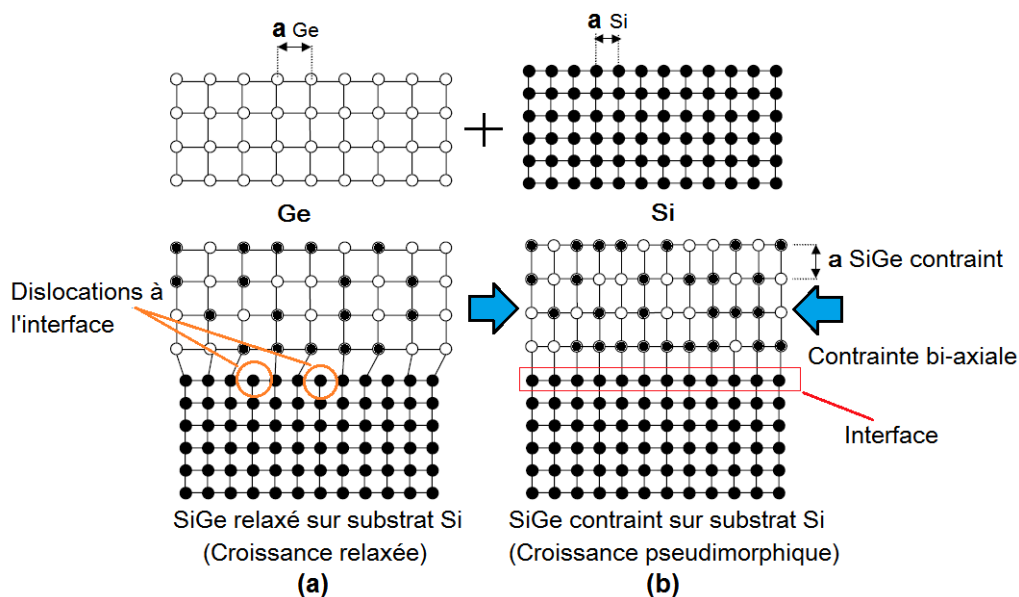 a Ge
a Si
Ge
Si
Dislocations à
l'interface
a SiGe contraint
Contrainte bi-axiale
Interface
SiGe relaxé sur substrat Si
(Croissance relaxée)
(a)
SiGe contraint sur substrat Si
(Croissance pseudimorphique)
(b)